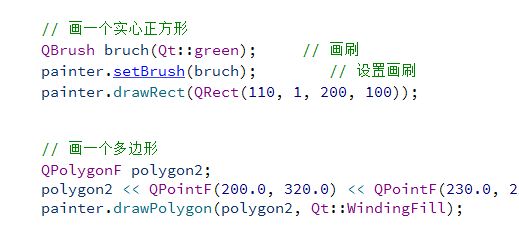 // 画一个实心正方形
QBrush bruch(Qt::green);      // 画刷
painter.setBrush(bruch);          // 设置画刷
painter.drawRect(QRect(110, 1, 200, 100));
// 画一个多边形
QPolygonF polygon2;
polygon2 << QPointF(200.0, 320.0) << QPointF(230.0, 2
painter.drawPolygon(polygon2, Qt::WindingFill);